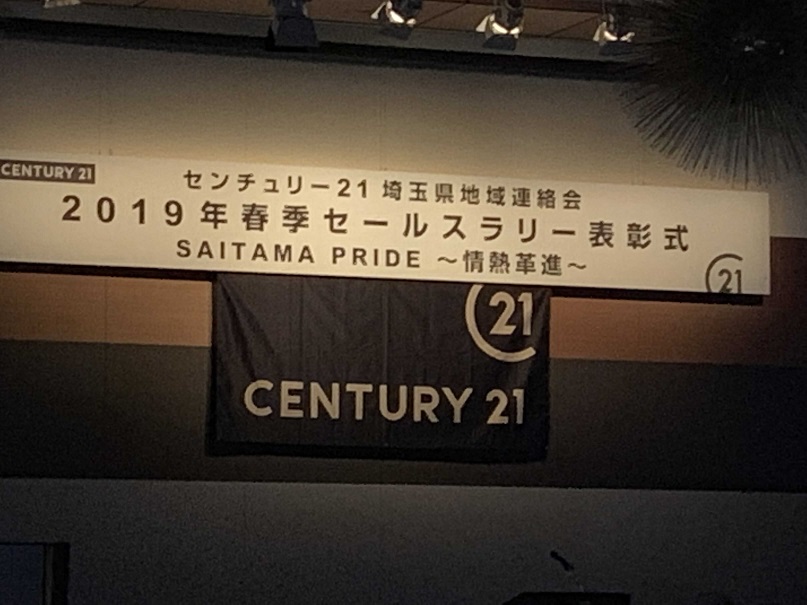 CENTURY 21
センチュリー21 埼玉県地域連絡会
2019年春季セールスラリー表彰式
SAITAMA PRIDE ～情熱革進～
21
21
CENTURY 21